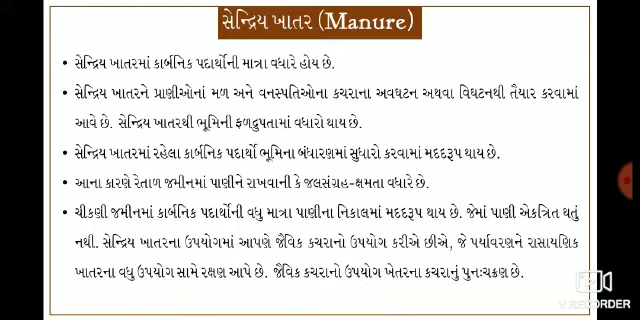 સેન્દ્રિય ખાતર (Manure)
• સેન્દ્રિય ખાતરમાં કાર્બનિક પદાર્થોની માત્રા વધારે હોય છે.
• સેન્દ્રિય ખાતરને પ્રાણીઓનાં મળ અને વનસ્પતિઓના કચરાના અવઘટન અથવા વિઘટનથી તૈયાર કરવામાં
આવે છે. સેન્દ્રિય ખાતરથી ભૂમિની ફળદ્રુપતામાં વધારો થાય છે.
• સેન્દ્રિય ખાતરમાં રહેલા કાર્બનિક પદાર્થો ભૂમિના બંધારણમાં સુધારો કરવામાં મદદરૂપ થાય છે.
• આના કારણે રેતાળ જમીનમાં પાણીને રાખવાની કે જલસંગ્રહ-ક્ષમતા વધારે છે.
• ચીકણી જમીનમાં કાર્બનિક પદાર્થોની વધુ માત્રા પાણીના નિકાલમાં મદદરૂપ થાય છે. જેમાં પાણી એકત્રિત થતું
નથી. સેન્દ્રિય ખાતરના ઉપયોગમાં આપણે જૈવિક કચરાનો ઉપયોગ કરીએ છીએ, જે પર્યાવરણને રાસાયણિક
ખાતરના વધુ ઉપયોગ સામે રક્ષણ આપે છે. જૈવિક કચરાનો ઉપયોગ ખેતરના કચરાનું પુનઃચક્રણ છે.
RECORDER